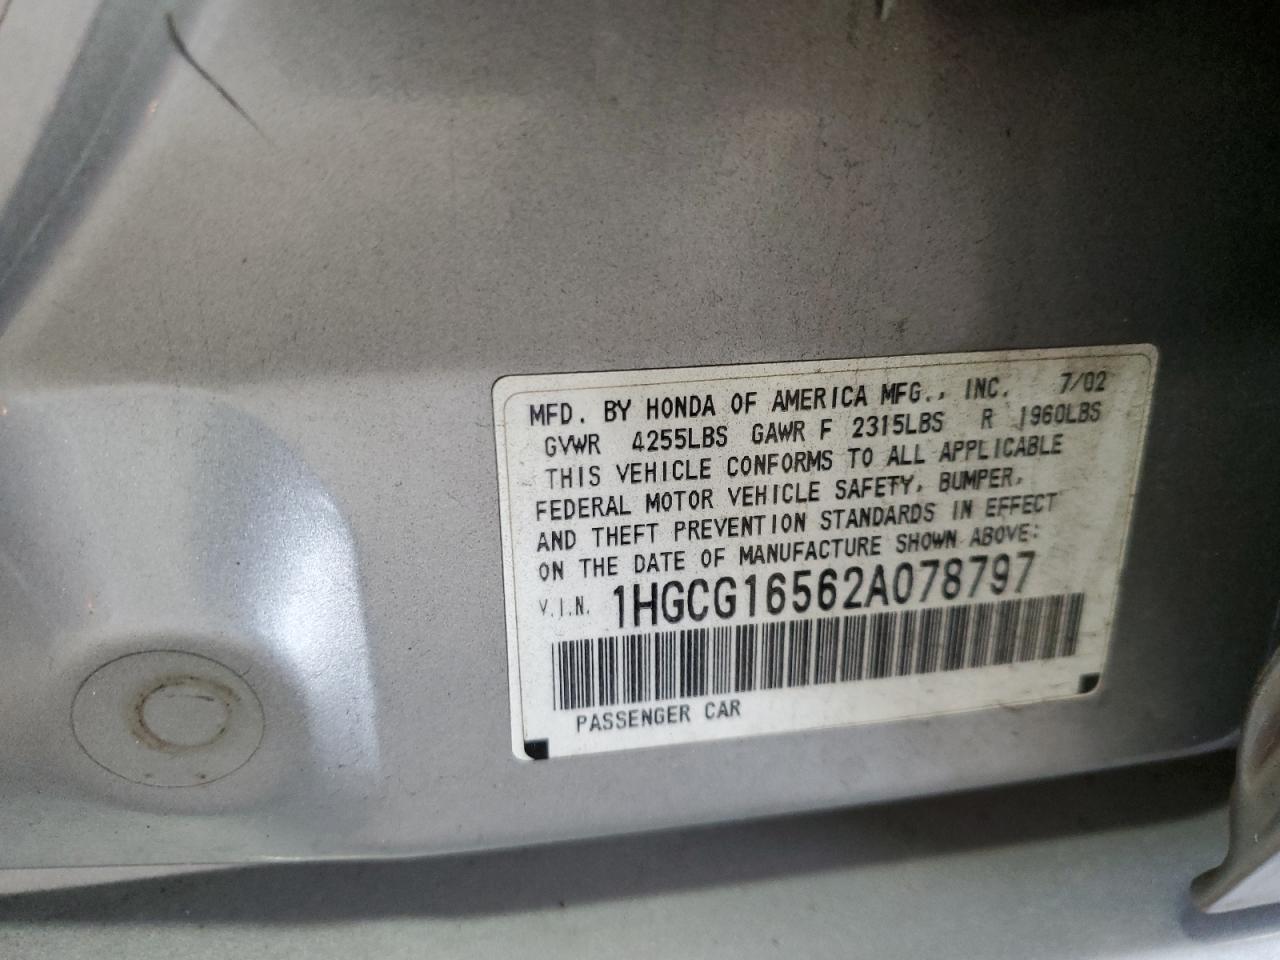 MFD. BY HONDA OF AMERICA MFG., INC. 7/02
GVWR 4255LBS GAWR F 2315LBS R 1960LBS
THIS VEHICLE CONFORMS TO ALL APPLICABLE
FEDERAL MOTOR VEHICLE SAFETY, BUMPER,
AND THEFT PREVENTION STANDARDS IN EFFECT
ON THE DATE OF MANUFACTURE SHOWN ABOVE:
V.I.N. 1HGCG16562A078797
PASSENGER CAR